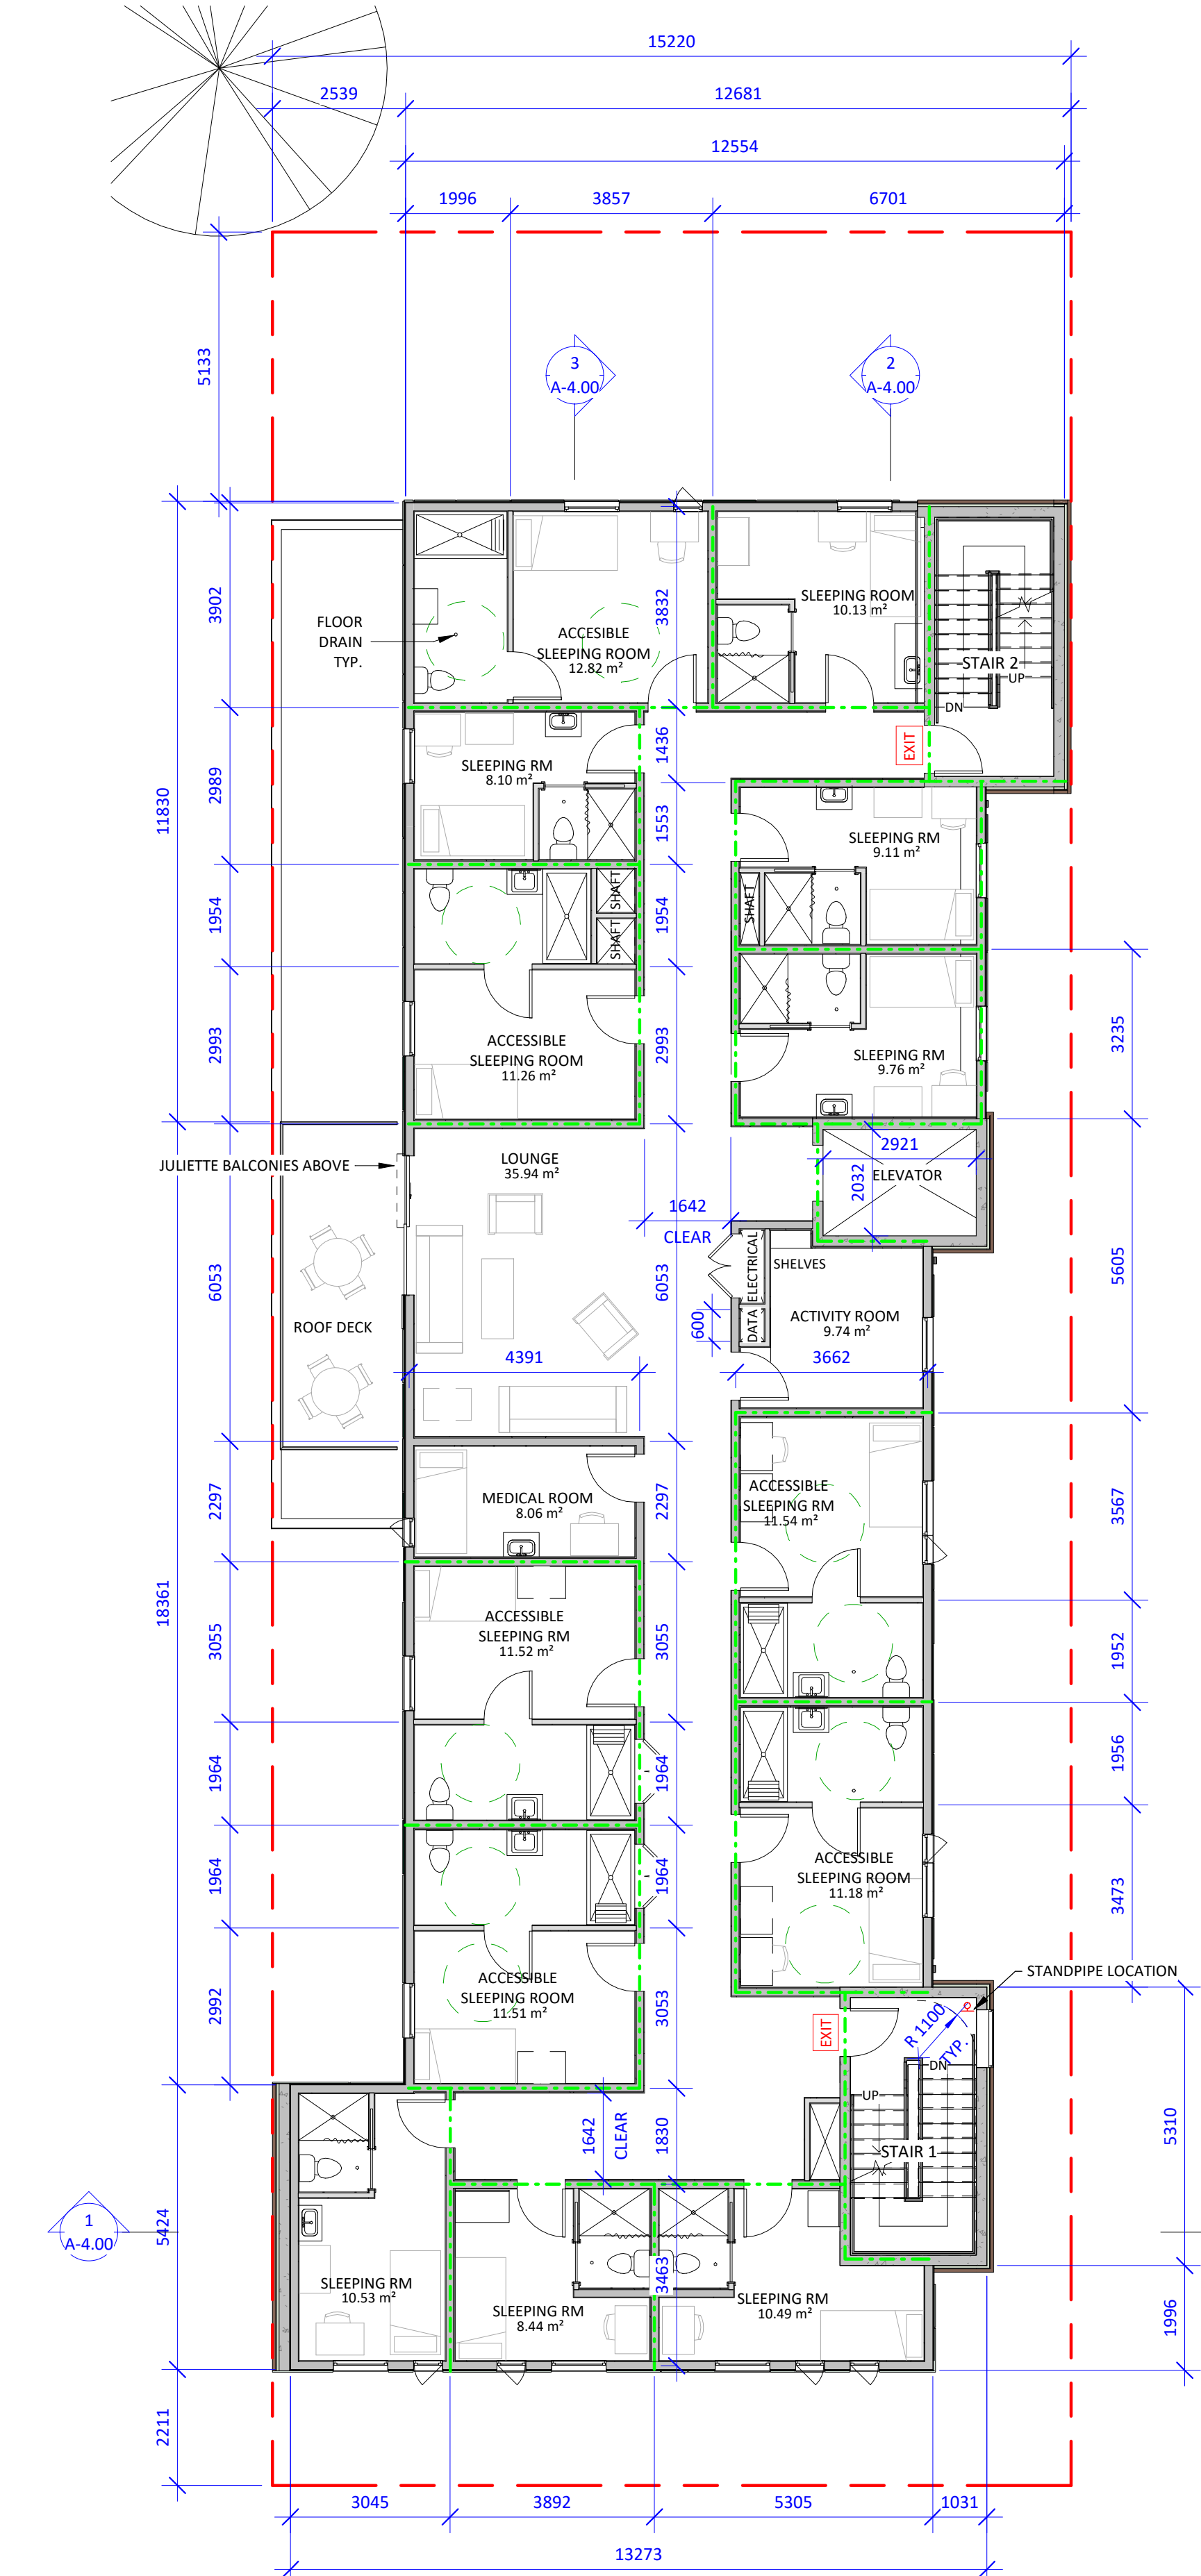 15220
2539
12681
12554
1996
3857
6701
5133
3
A-4.00
2
A-4.00
3902
3832
FLOOR
DRAIN
TYP.
ACCESIBLE
SLEEPING ROOM
12.82 m²
SLEEPING ROOM
10.13 m²
STAIR 2
UP
DN
EXIT
1436
11830
2989
SLEEPING RM
8.10 m²
1553
SLEEPING RM
9.11 m²
SHAFT
SHAFT
SHAFT
1954
1954
2993
2993
ACCESSIBLE
SLEEPING ROOM
11.26 m²
SLEEPING RM
9.76 m²
3235
JULIETTE BALCONIES ABOVE
LOUNGE
35.94 m²
2921
ELEVATOR
2032
1642
CLEAR
6053
6053
ELECTRICAL
SHELVES
DATA
600
ACTIVITY ROOM
9.74 m²
5605
ROOF DECK
4391
3662
2297
2297
MEDICAL ROOM
8.06 m²
ACCESSIBLE
SLEEPING RM
11.54 m²
3567
18361
3055
3055
ACCESSIBLE
SLEEPING RM
11.52 m²
1952
1964
1964
1956
1964
1964
ACCESSIBLE
SLEEPING ROOM
11.18 m²
3473
2992
3053
ACCESSIBLE
SLEEPING ROOM
11.51 m²
STANDPIPE LOCATION
EXIT
R 1100
TYP.
DN
UP
STAIR 1
1642
CLEAR
1830
5310
1
A-4.00
5424
3463
SLEEPING RM
10.53 m²
SLEEPING RM
8.44 m²
SLEEPING RM
10.49 m²
1996
2211
3045
3892
5305
1031
13273